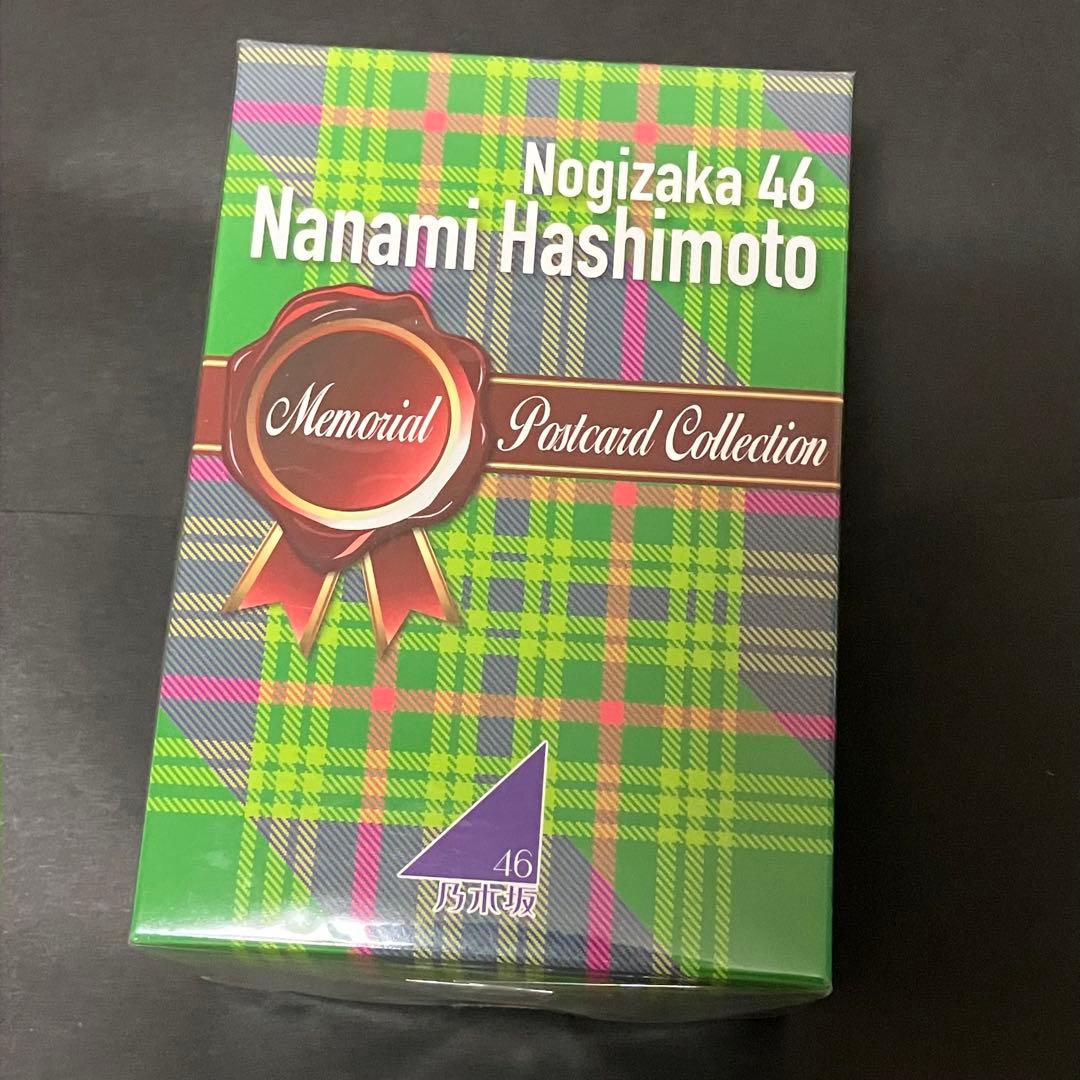 Nogizaka 46
Nanami Hashimoto
Memorial Postcard Collection
46
乃木坂